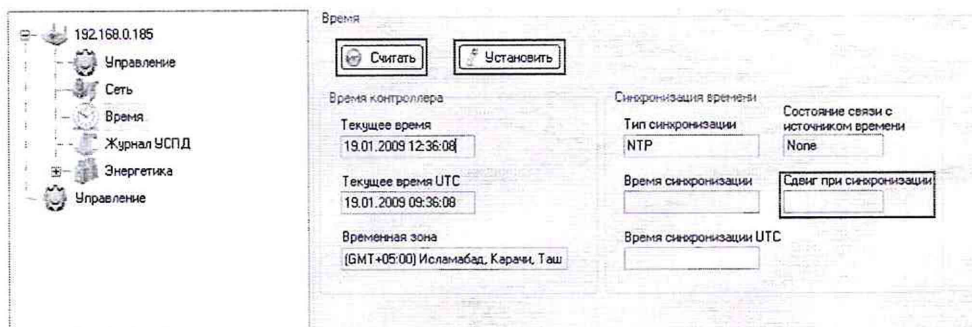 192.168.0.185
Управление
Сеть
Время
Журнал УСПД
Энергетика
Управление
Время
Считать
Установить
Время контроллера
Текущее время
19.01.2009 12:36:08
Текущее время UTC
19.01.2009 09:36:08
Временная зона
(GMT+05:00) Исламабад, Карачи, Таш
Синхронизация времени
Тип синхронизации
NTP
Состояние связи с
источником времени
None
Время синхронизации
Сдвиг при синхронизации
Время синхронизации UTC